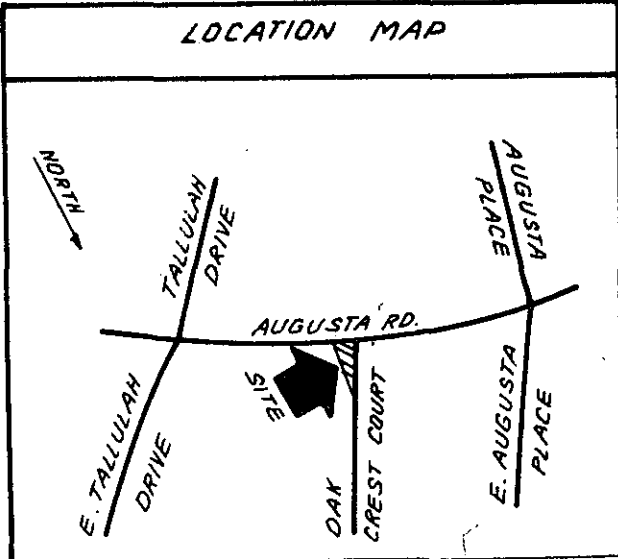 LOCATION MAP
NORTH
TALLULAH
DRIVE
AUGUSTA
PLACE
AUGUSTA RD.
SITE
E. TALLULAH
DRIVE
OAK
CREST COURT
E. AUGUSTA
PLACE